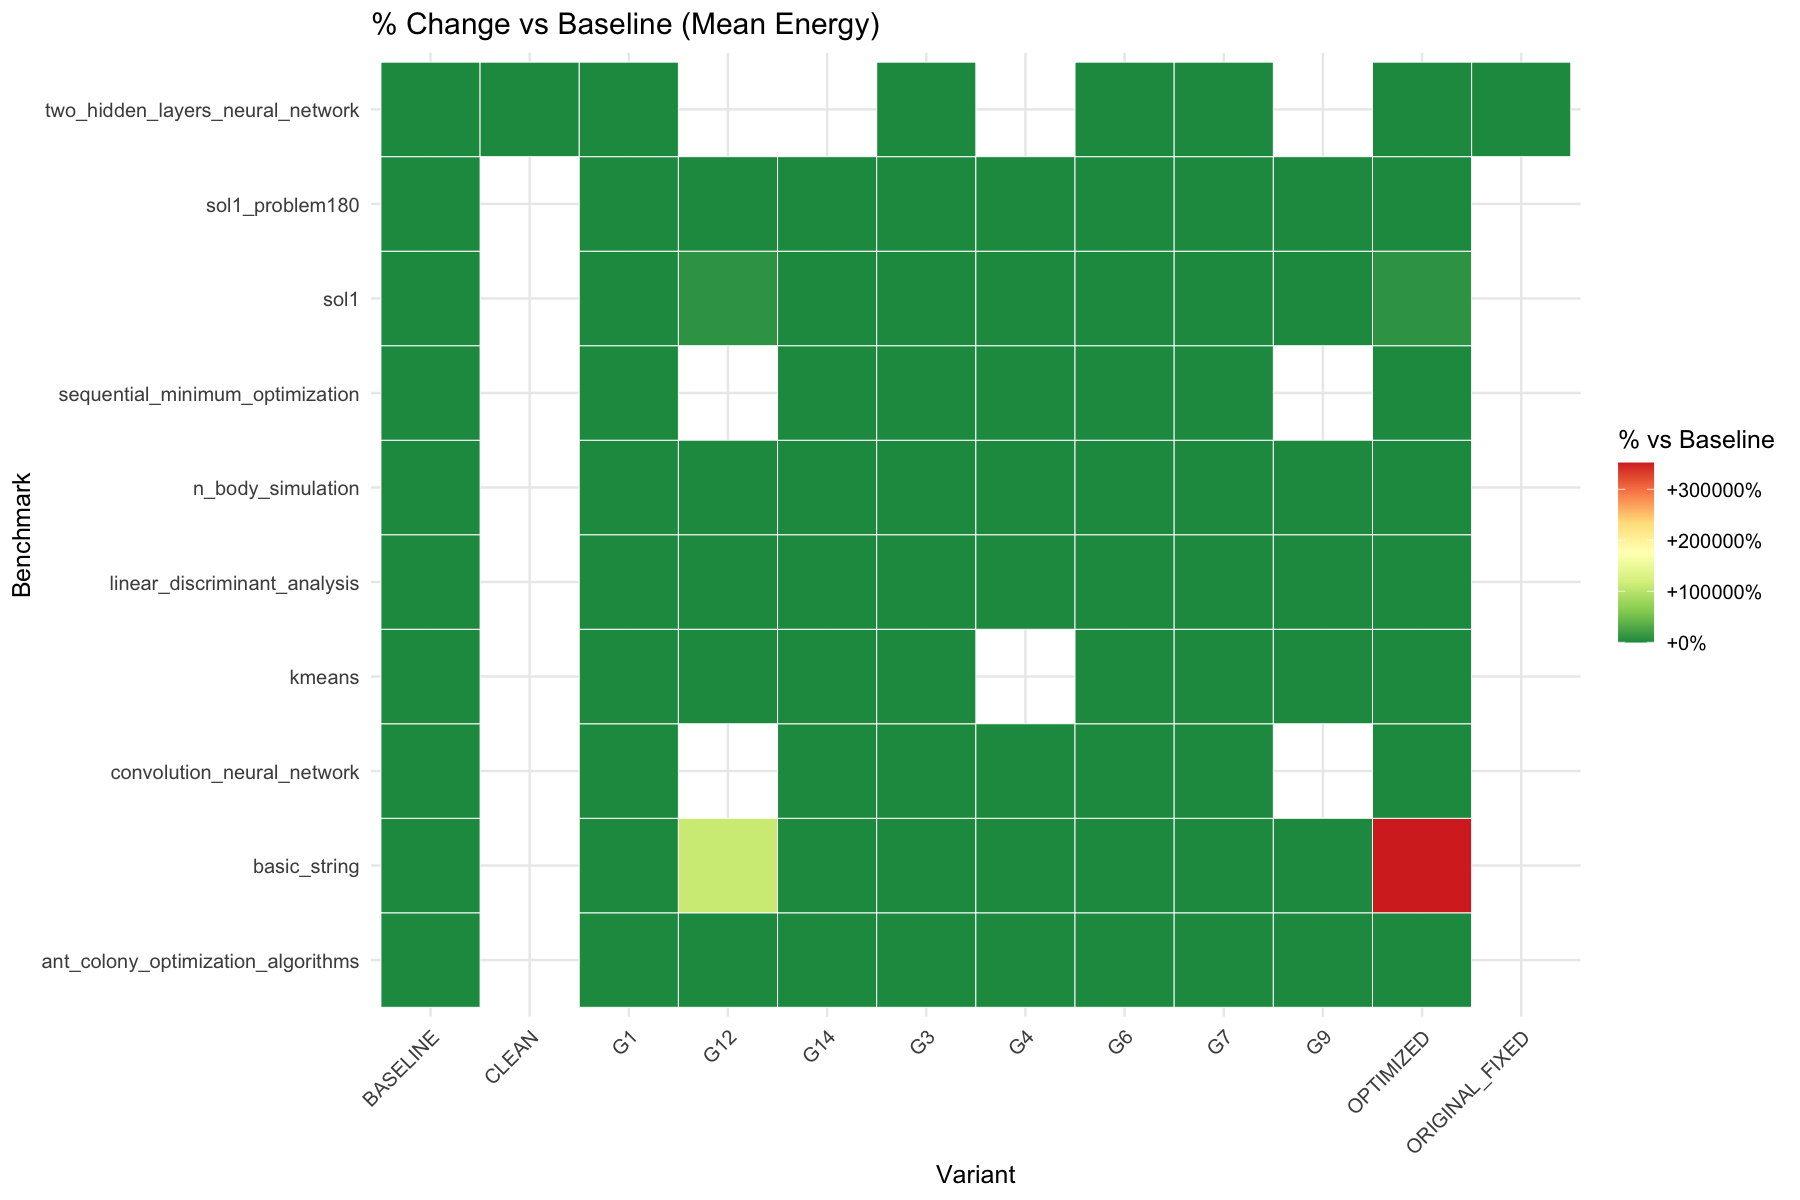 % Change vs Baseline (Mean Energy)
two_hidden_layers_neural_network
sol1_problem180
sol1
sequential_minimum_optimization
n_body_simulation
linear_discriminant_analysis
kmeans
convolution_neural_network
basic_string
ant_colony_optimization_algorithms
Benchmark
BASELINE
CLEAN
G1
G12
G14
G3
G4
G6
G7
G9
OPTIMIZED
ORIGINAL_FIXED
Variant
% vs Baseline
+300000%
+200000%
+100000%
+0%